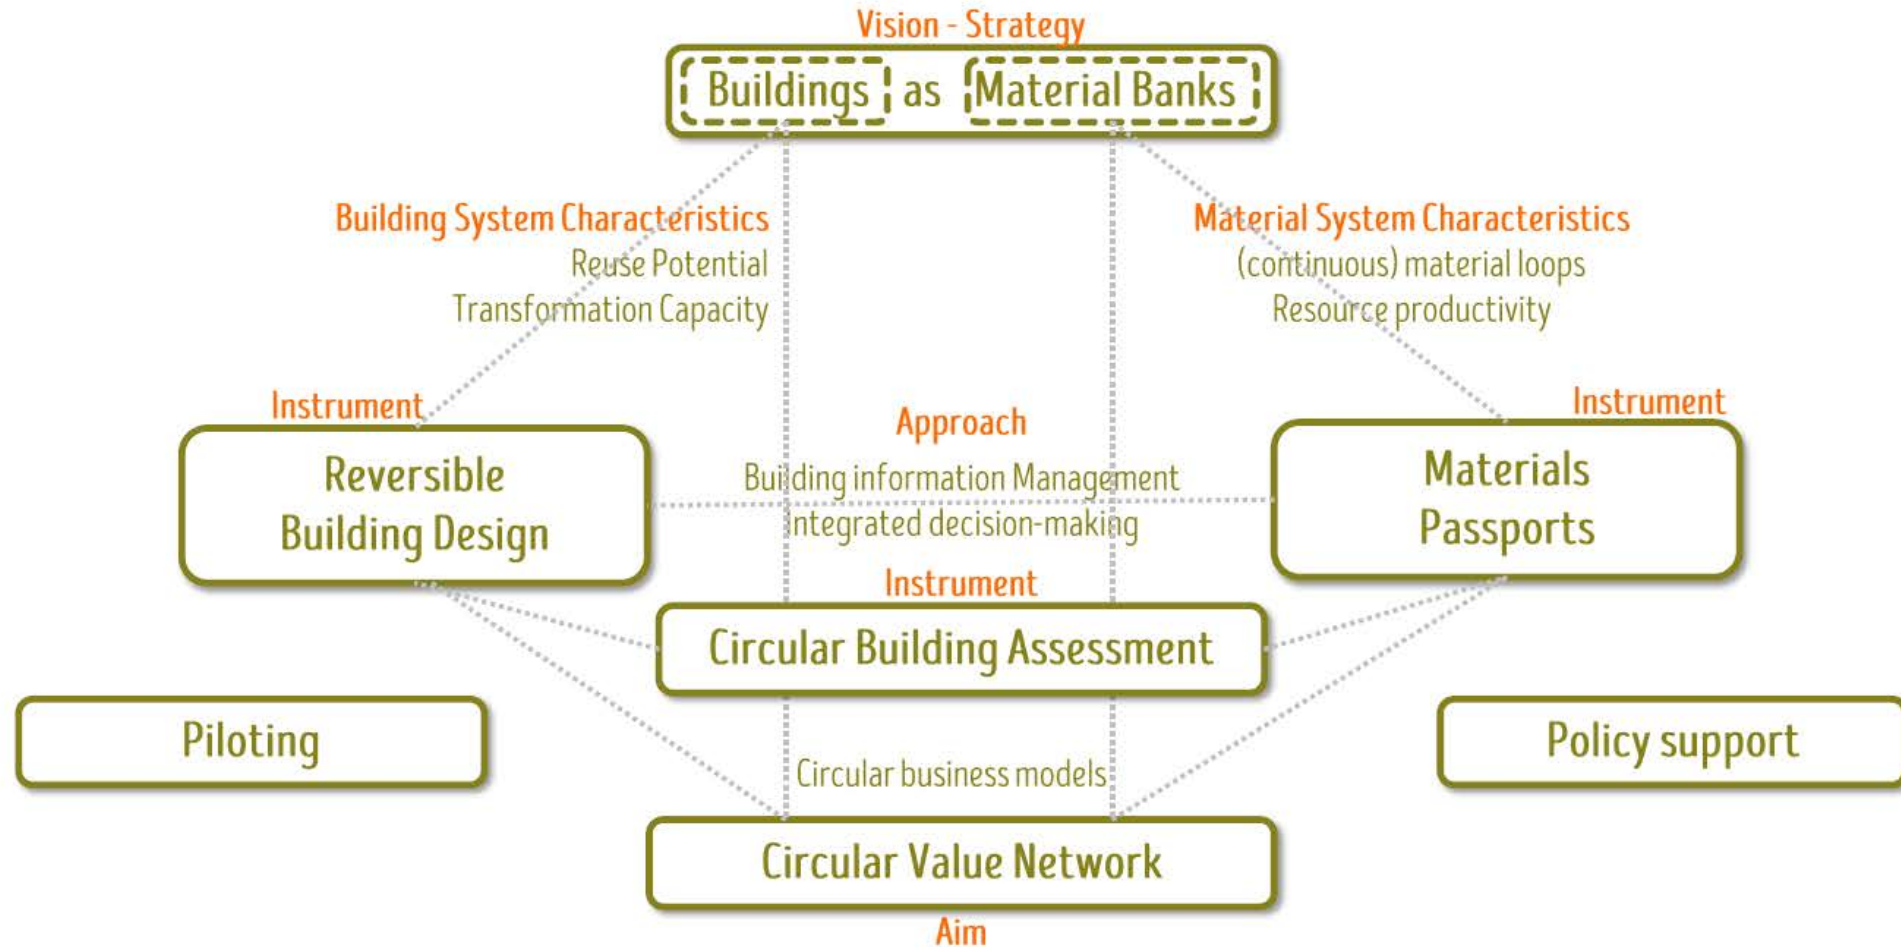 Vision - Strategy
Buildings as Material Banks
Building System Characteristics
Reuse Potential
Transformation Capacity
Material System Characteristics
(continuous) material loops
Resource productivity
Instrument
Reversible
Building Design
Approach
Building information Management
Integrated decision-making
Instrument
Materials
Passports
Instrument
Circular Building Assessment
Piloting
Policy support
Circular business models
Circular Value Network
Aim